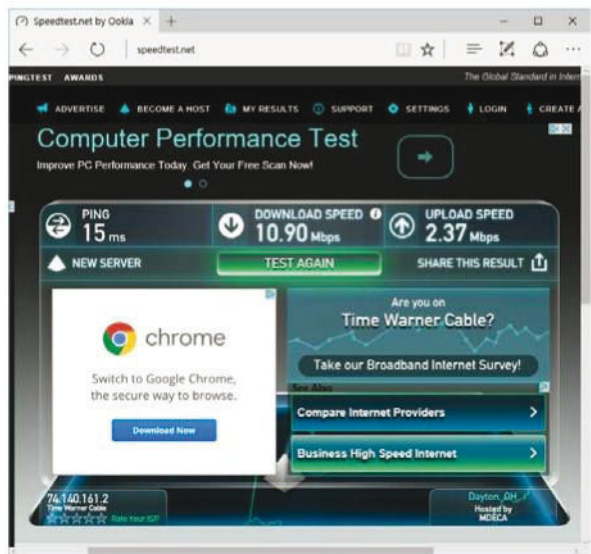 Speedtest.net by Ookla
speedtest.net
PINGTEST AWARDS
The Global Standard in Intern
ADVERTISE BECOME A HOST MY RESULTS SUPPORT SETTINGS LOGIN CREATE A
Computer Performance Test
Improve PC Performance Today. Get Your Free Scan Now!
PING
15 ms
DOWNLOAD SPEED
10.90 Mbps
UPLOAD SPEED
2.37 Mbps
NEW SERVER
TEST AGAIN
SHARE THIS RESULT
chrome
Switch to Google Chrome,
the secure way to browse.
Download Now
Are you on
Time Warner Cable?
Take our Broadband Internet Survey!
See Also
Compare Internet Providers
Business High Speed Internet
74.140.161.2
Time Warner Cable
Rate Your ISP
Dayton, OH
Hosted by
MDECA